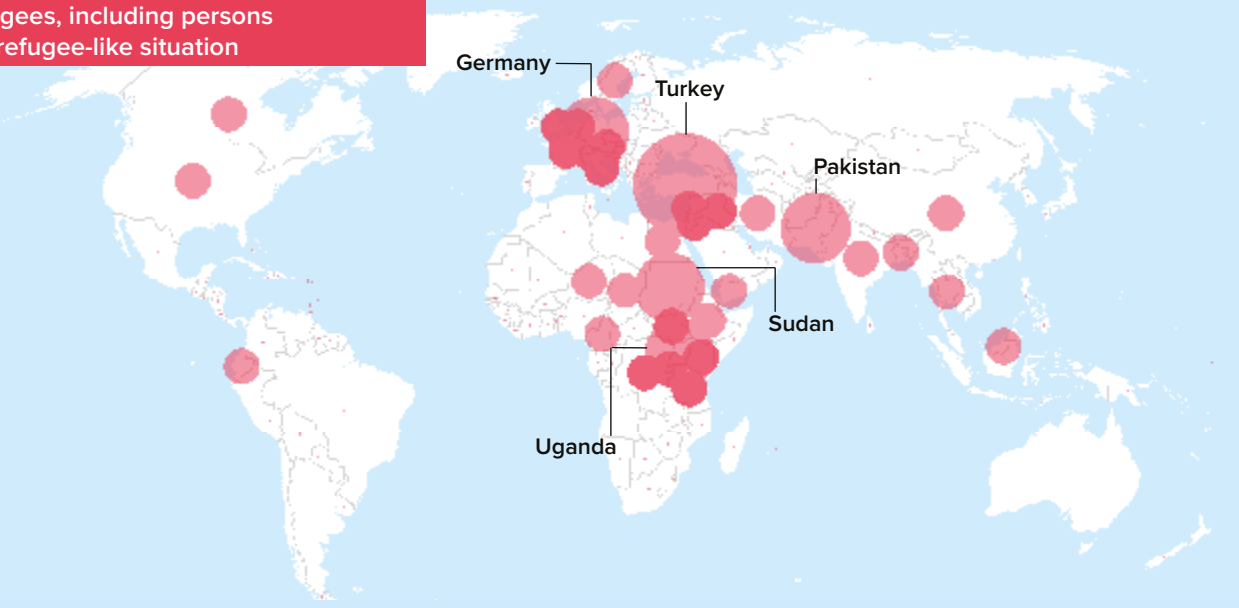 gees, including persons
refugee-like situation
Germany
Turkey
Pakistan
Sudan
Uganda